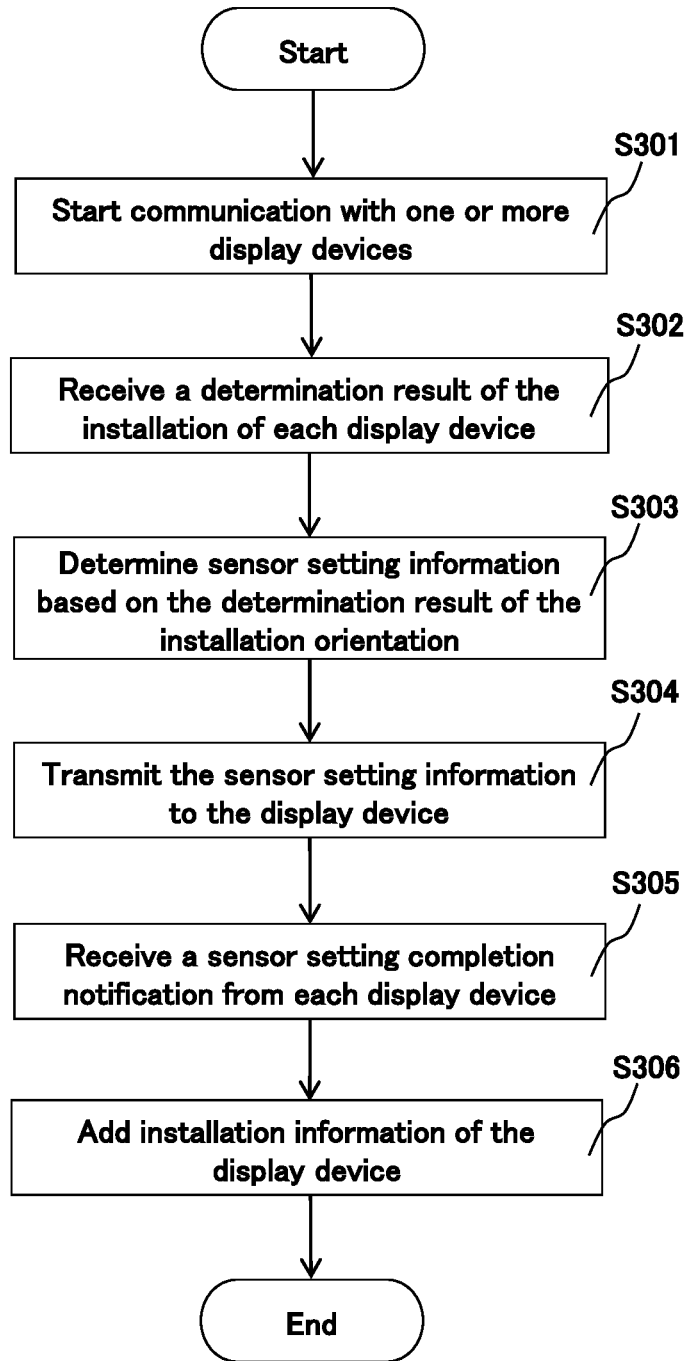 Start
S301
Start communication with one or more
display devices
S302
Receive a determination result of the
installation of each display device
S303
Determine sensor setting information
based on the determination result of the
installation orientation
S304
Transmit the sensor setting information
to the display device
S305
Receive a sensor setting completion
notification from each display device
S306
Add installation information of the
display device
End